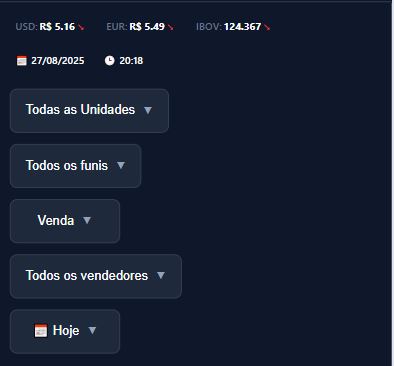 USD: R$ 5.16 ↘ EUR: R$ 5.49 ↘ IBOV: 124.367 ↘
27/08/2025 20:18
Todas as Unidades ▼
Todos os funis ▼
Venda ▼
Todos os vendedores ▼
Hoje ▼